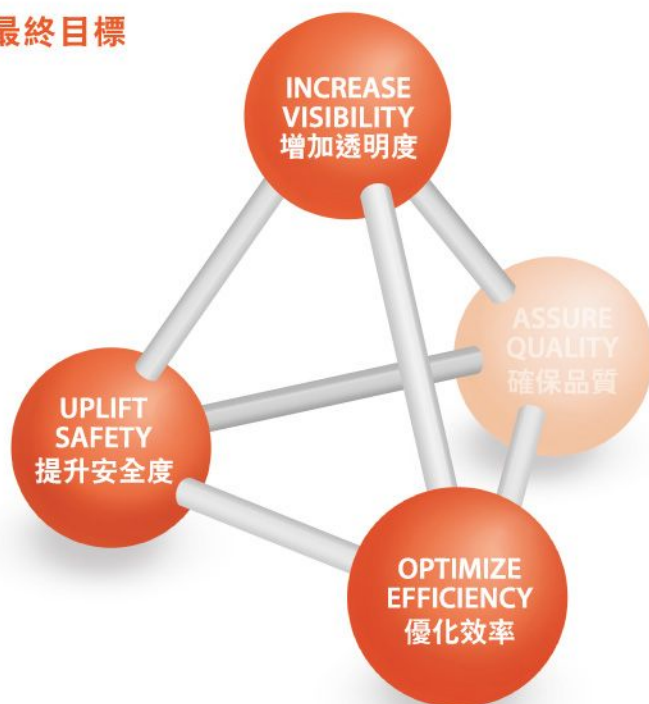 最終目標
INCREASE
VISIBILITY
增加透明度
ASSURE
QUALITY
確保品質
UPLIFT
SAFETY
提升安全度
OPTIMIZE
EFFICIENCY
優化效率